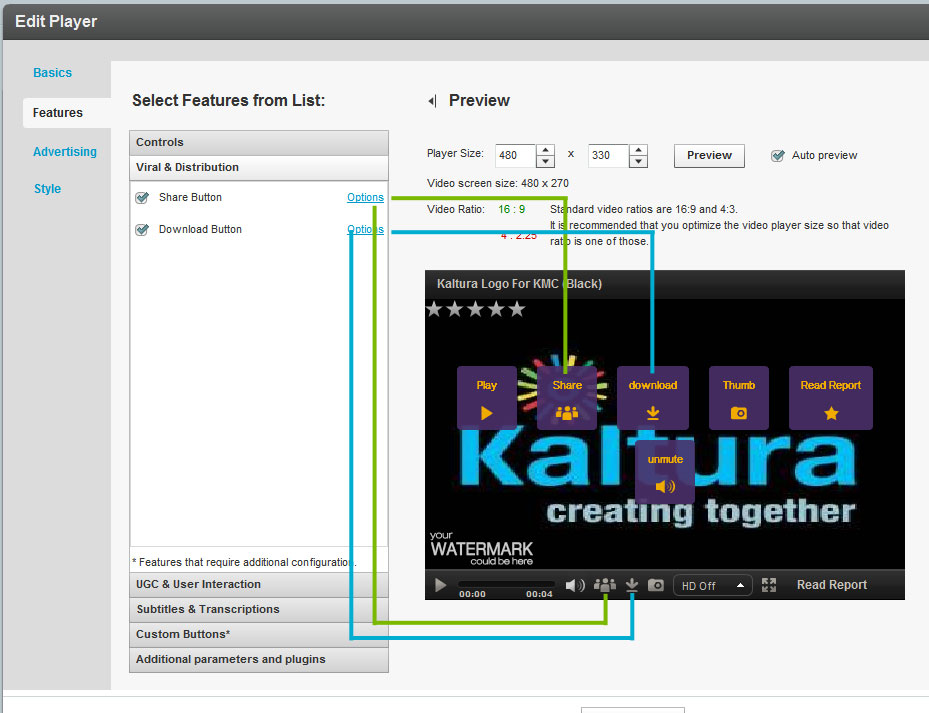 Edit Player
Basics
Features
Advertising
Style
Select Features from List:
Controls
Viral & Distribution
Share Button Options
Download Button Options
* Features that require additional configuration.
UGC & User Interaction
Subtitles & Transcriptions
Custom Buttons*
Additional parameters and plugins
Preview
Player Size: 480 x 330 Preview Auto preview
Video screen size: 480 x 270
Video Ratio: 16 : 9 Standard video ratios are 16:9 and 4:3.
It is recommended that you optimize the video player size so that video
4 : 2.25 ratio is one of those.
Kaltura Logo For KMC (Black)
Play Share download Thumb Read Report
Kaltura
unmute
creating together
your
WATERMARK
could be here
00:00 00:04 HD Off Read Report